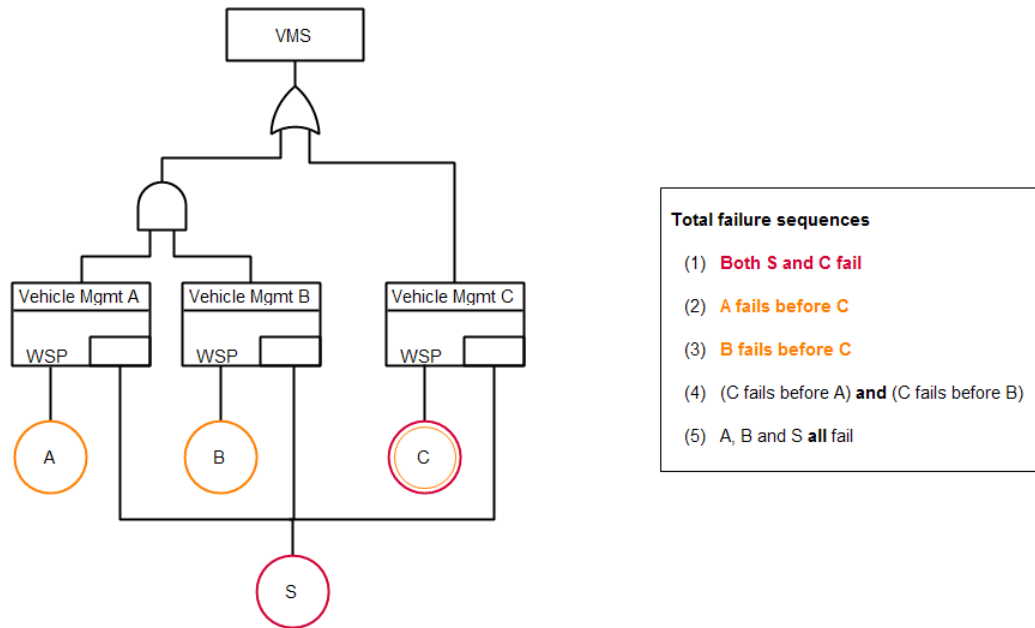 VMS
Vehicle Mgmt A
Vehicle Mgmt B
Vehicle Mgmt C
WSP
WSP
WSP
A
B
C
S
Total failure sequences
(1) Both S and C fail
(2) A fails before C
(3) B fails before C
(4) (C fails before A) and (C fails before B)
(5) A, B and S all fail